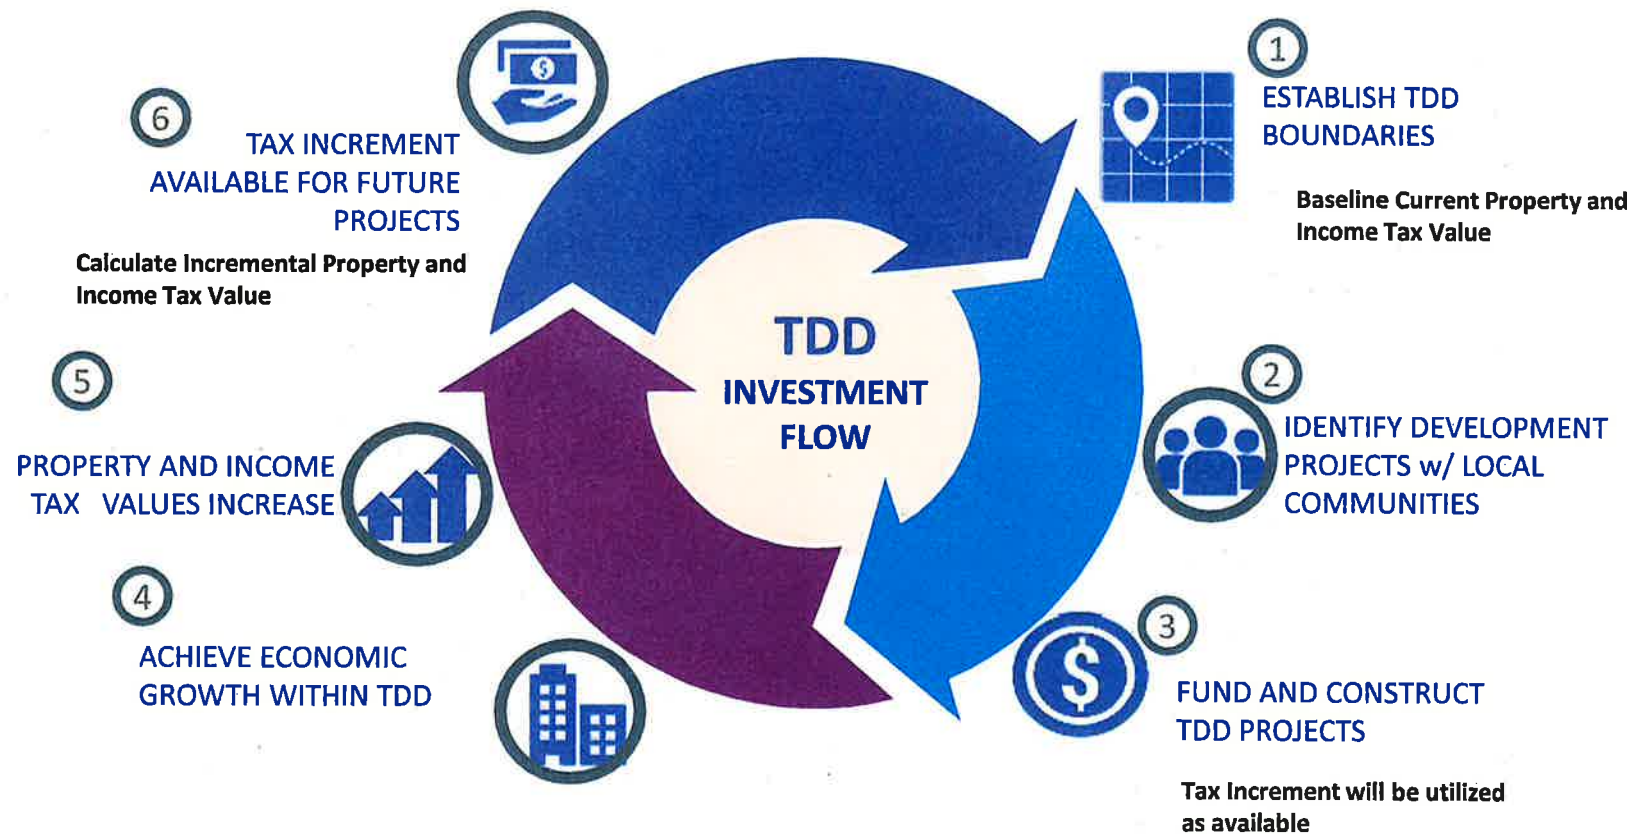 TDD
INVESTMENT
FLOW
1
ESTABLISH TDD
BOUNDARIES
Baseline Current Property and
Income Tax Value
2
IDENTIFY DEVELOPMENT
PROJECTS w/ LOCAL
COMMUNITIES
3
$
FUND AND CONSTRUCT
TDD PROJECTS
Tax Increment will be utilized
as available
4
ACHIEVE ECONOMIC
GROWTH WITHIN TDD
5
PROPERTY AND INCOME
TAX VALUES INCREASE
6
$
TAX INCREMENT
AVAILABLE FOR FUTURE
PROJECTS
Calculate Incremental Property and
Income Tax Value